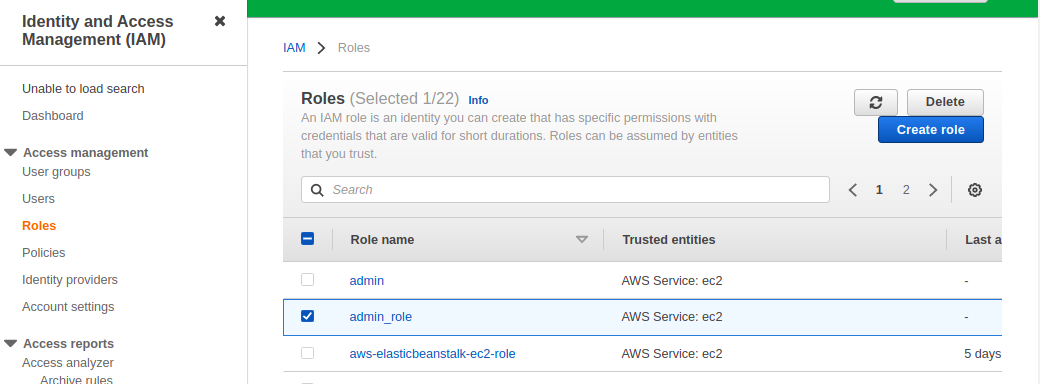 Identity and Access
Management (IAM)
Unable to load search
Dashboard
Access management
User groups
Users
Roles
Policies
Identity providers
Account settings
Access reports
Access analyzer
Archive rules
IAM > Roles
Roles (Selected 1/22) Info
An IAM role is an identity you can create that has specific permissions with
credentials that are valid for short durations. Roles can be assumed by entities
that you trust.
Delete
Create role
Search
1 2
Role name Trusted entities Last a
admin AWS Service: ec2 -
admin_role AWS Service: ec2 -
aws-elasticbeanstalk-ec2-role AWS Service: ec2 5 days